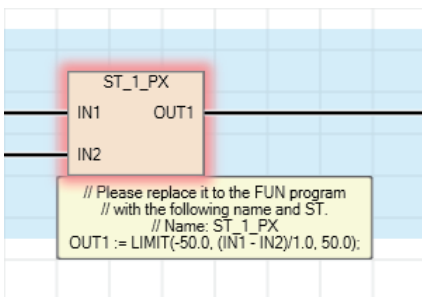 ST_1_PX
IN1 OUT1
IN2
// Please replace it to the FUN program
// with the following name and ST.
// Name: ST_1_PX
OUT1 := LIMIT(-50.0, (IN1 - IN2)/1.0, 50.0);